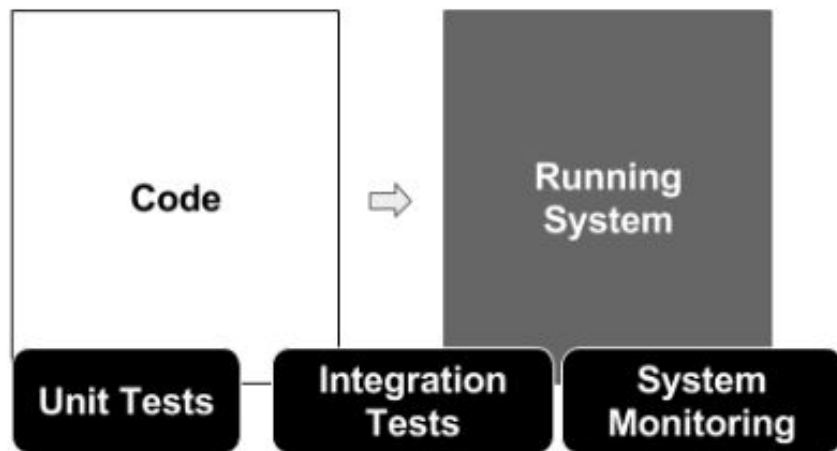 Code
Running
System
Unit Tests
Integration
Tests
System
Monitoring